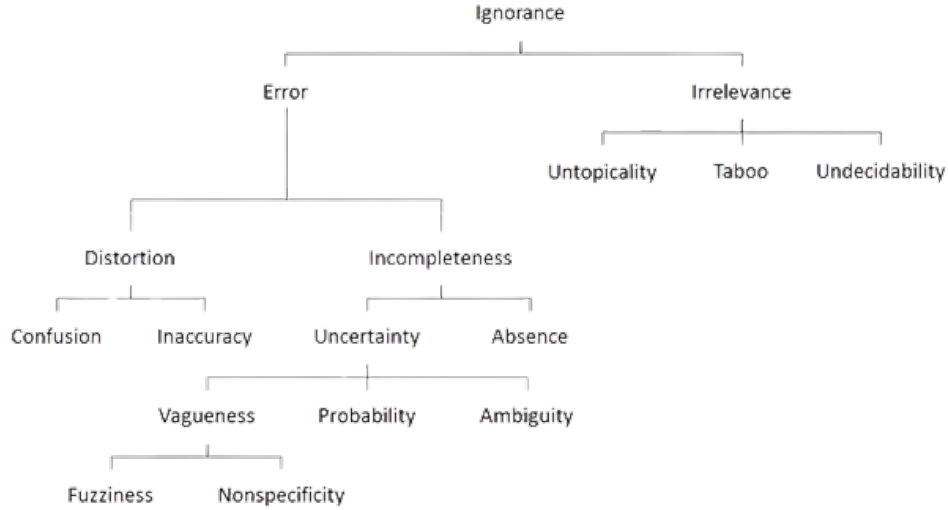 Ignorance
Error Irrelevance
Untopicality Taboo Undecidability
Distortion Incompleteness
Confusion Inaccuracy Uncertainty Absence
Vagueness Probability Ambiguity
Fuzziness Nonspecificity